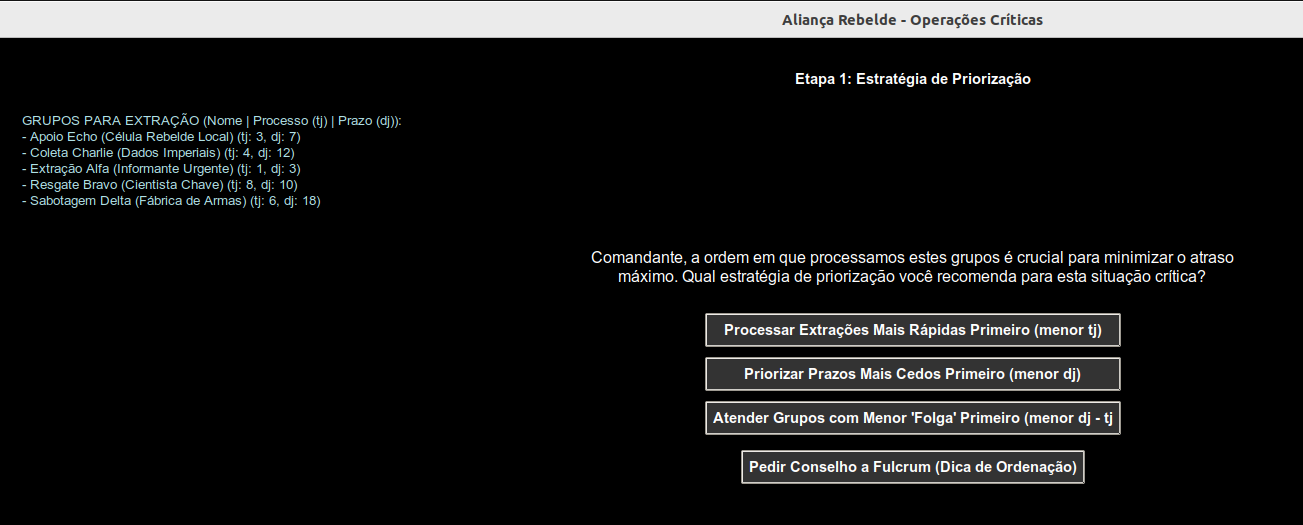 Aliança Rebelde - Operações Críticas
Etapa 1: Estratégia de Priorização
GRUPOS PARA EXTRAÇÃO (Nome | Processo (tj) | Prazo (dj)):
- Apoio Echo (Célula Rebelde Local) (tj: 3, dj: 7)
- Coleta Charlie (Dados Imperiais) (tj: 4, dj: 12)
- Extração Alfa (Informante Urgente) (tj: 1, dj: 3)
- Resgate Bravo (Cientista Chave) (tj: 8, dj: 10)
- Sabotagem Delta (Fábrica de Armas) (tj: 6, dj: 18)
Comandante, a ordem em que processamos estes grupos é crucial para minimizar o atraso
máximo. Qual estratégia de priorização você recomenda para esta situação crítica?
Processar Extrações Mais Rápidas Primeiro (menor tj)
Priorizar Prazos Mais Cedos Primeiro (menor dj)
Atender Grupos com Menor 'Folga' Primeiro (menor dj - tj
Pedir Conselho a Fulcrum (Dica de Ordenação)